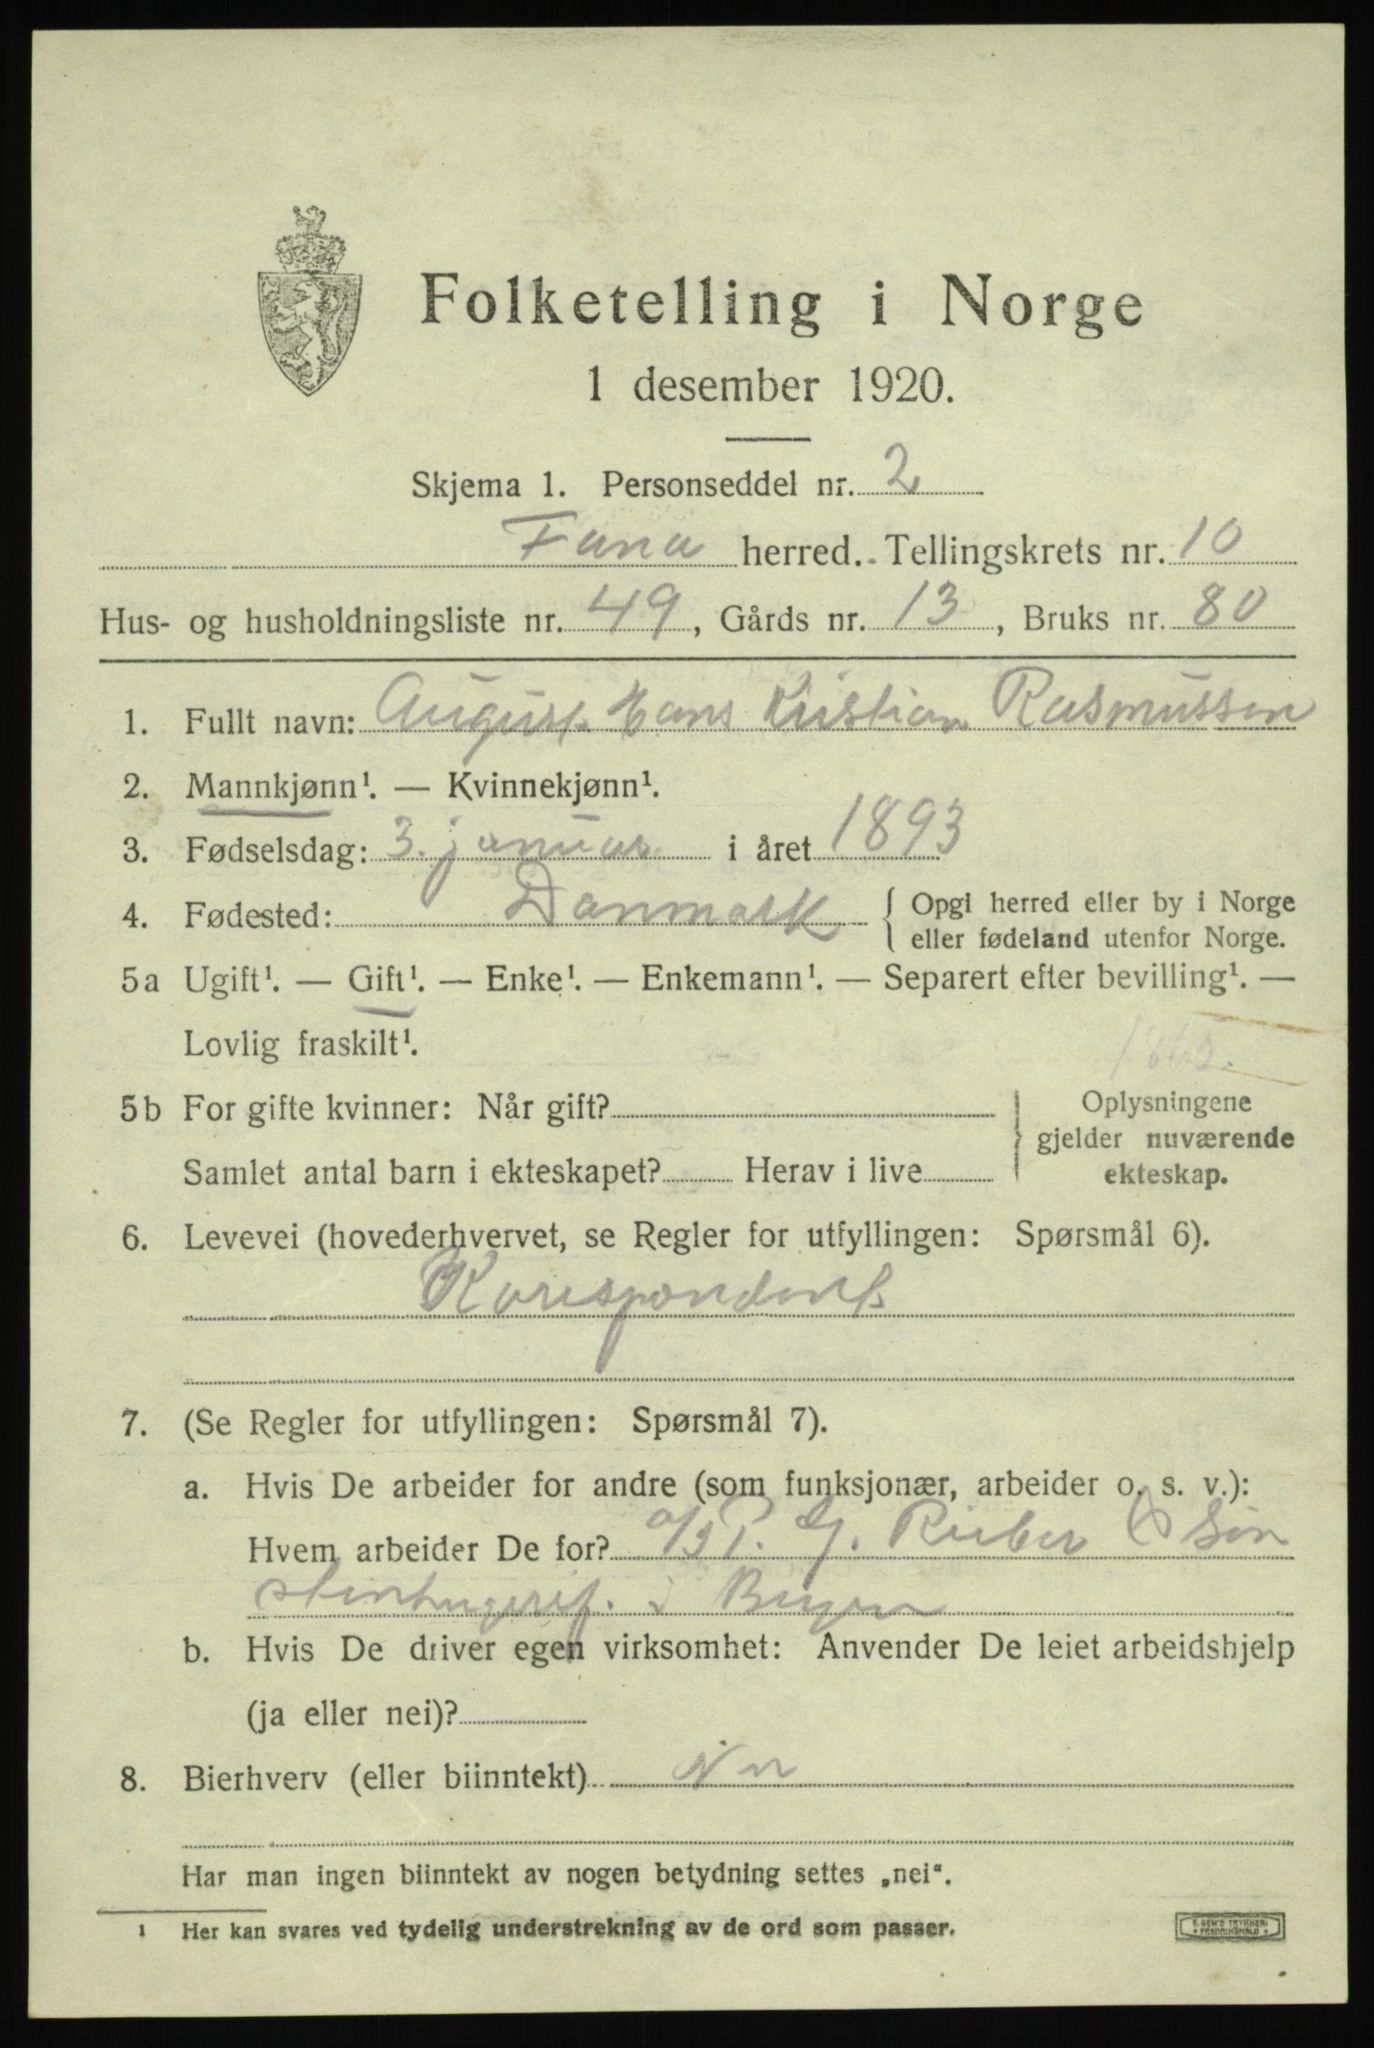 Folketelling i Norge
1 desember 1920.
Skjema 1. Personseddel nr. 2
Fana herred. Tellingskrets nr. 10
Hus- og husholdningsliste nr. 49, Gårds nr. 13, Bruks nr. 80
1. Fullt navn: August Hans Kristian Rasmussen
2. Mannkjønn¹. — Kvinnekjønn¹.
3. Fødselsdag: 3. januar i året 1893
4. Fødested: Danmark { Opgi herred eller by i Norge
eller fødeland utenfor Norge.
5a Ugift¹. — Gift¹. — Enke¹. — Enkemann¹. — Separert efter bevilling¹. —
Lovlig fraskilt¹.
5b For gifte kvinner: Når gift? } Oplysningene
gjelder nuværende
Samlet antal barn i ekteskapet? Herav i live
ekteskap.
6. Levevei (hovederhvervet, se Regler for utfyllingen: Spørsmål 6).
Korespondent
7. (Se Regler for utfyllingen: Spørsmål 7).
a. Hvis De arbeider for andre (som funksjonær, arbeider o. s. v.):
Hvem arbeider De for? a/s P. G. Rieber & Søn
i Bergen
b. Hvis De driver egen virksomhet: Anvender De leiet arbeidshjelp
(ja eller nei)?
8. Bierhverv (eller biinntekt) Nei
Har man ingen biinntekt av nogen betydning settes „nei“.
¹ Her kan svares ved tydelig understrekning av de ord som passer.